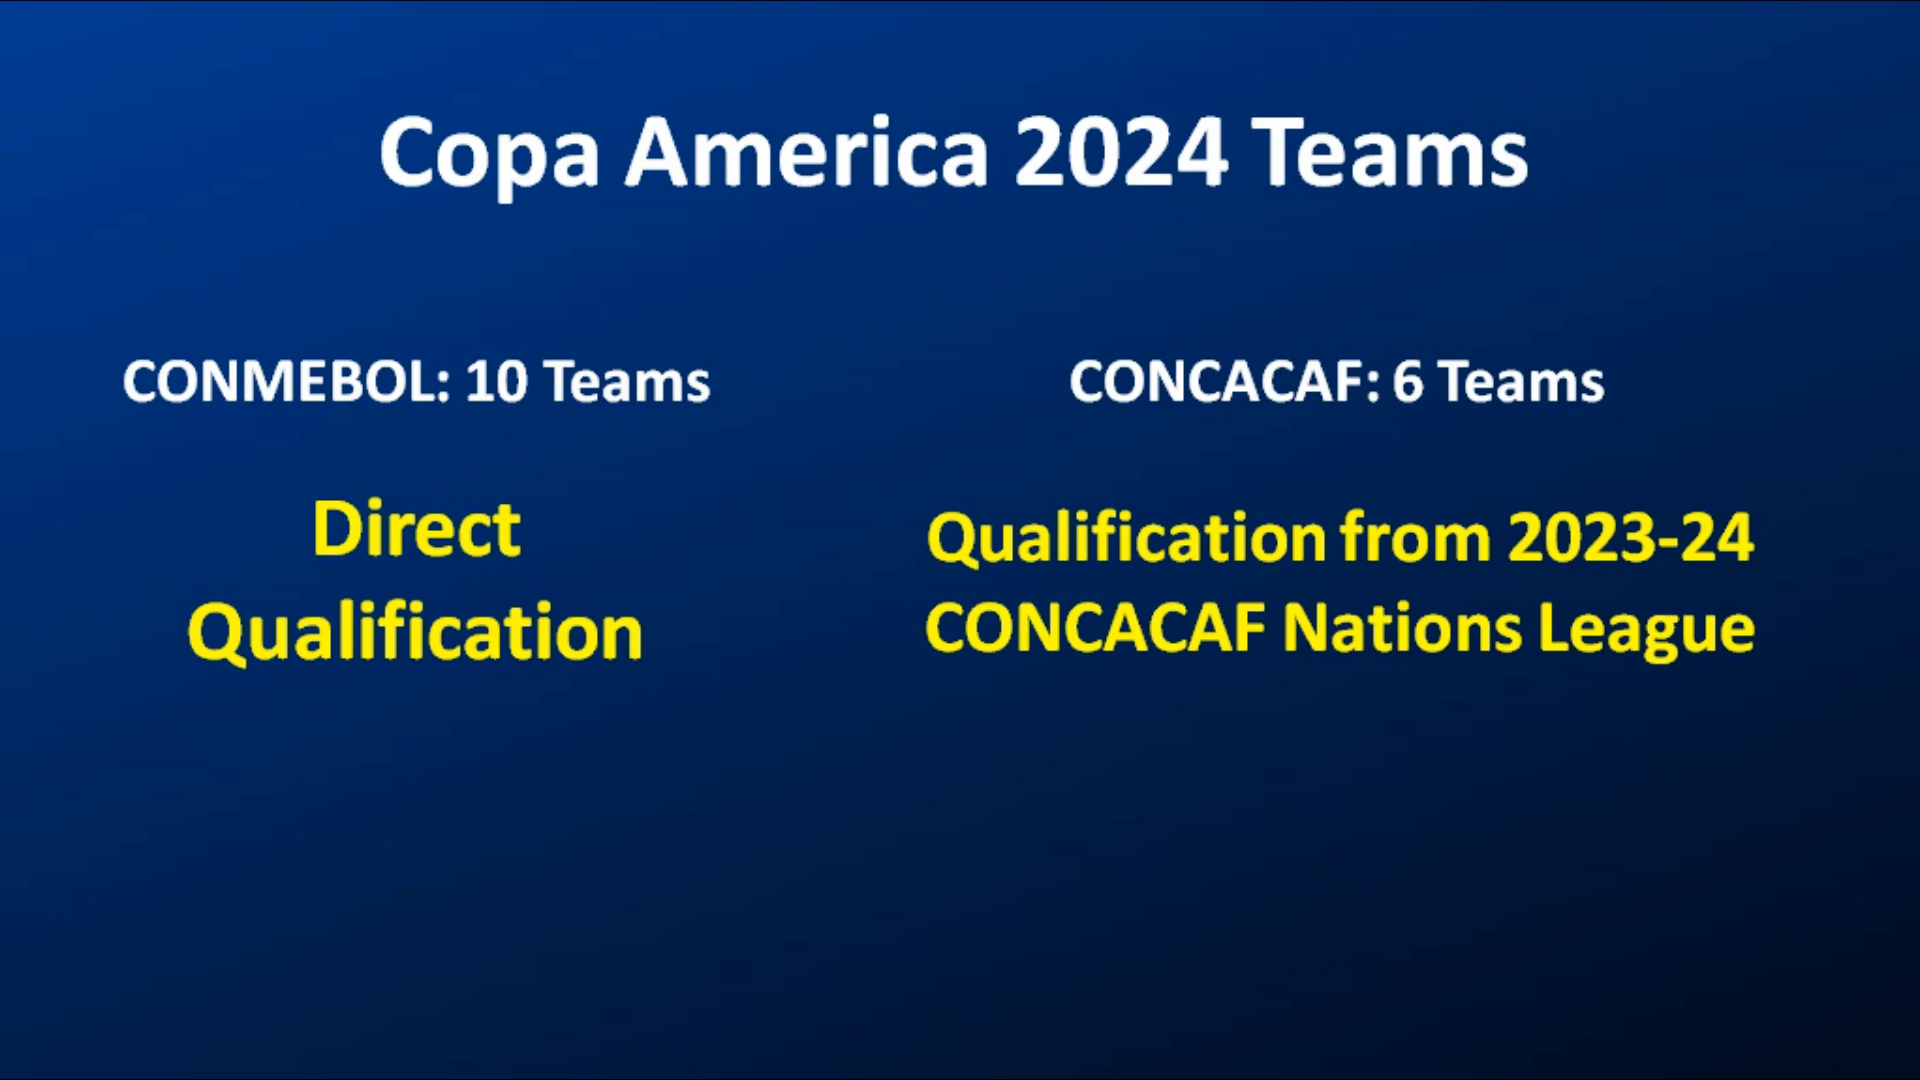 Copa America 2024 Teams
CONMEBOL: 10 Teams
Direct
Qualification
CONCACAF: 6 Teams
Qualification from 2023-24
CONCACAF Nations League